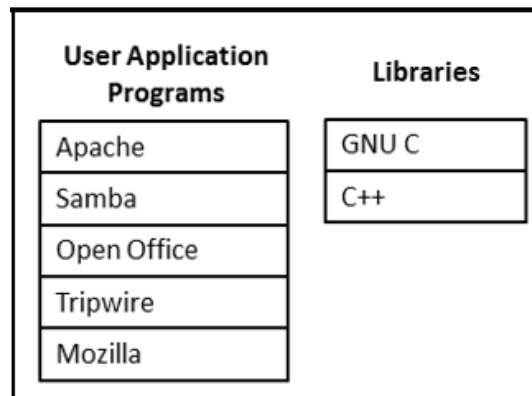 User Application
Programs
Apache
Samba
Open Office
Tripwire
Mozilla
Libraries
GNU C
C++